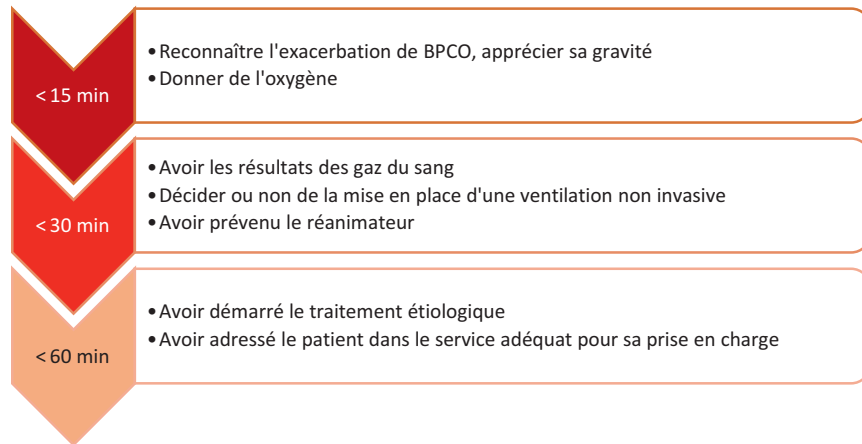 < 15 min
•Reconnaître l'exacerbation de BPCO, apprécier sa gravité
•Donner de l'oxygène
< 30 min
•Avoir les résultats des gaz du sang
•Décider ou non de la mise en place d'une ventilation non invasive
•Avoir prévenu le réanimateur
< 60 min
•Avoir démarré le traitement étiologique
•Avoir adressé le patient dans le service adéquat pour sa prise en charge